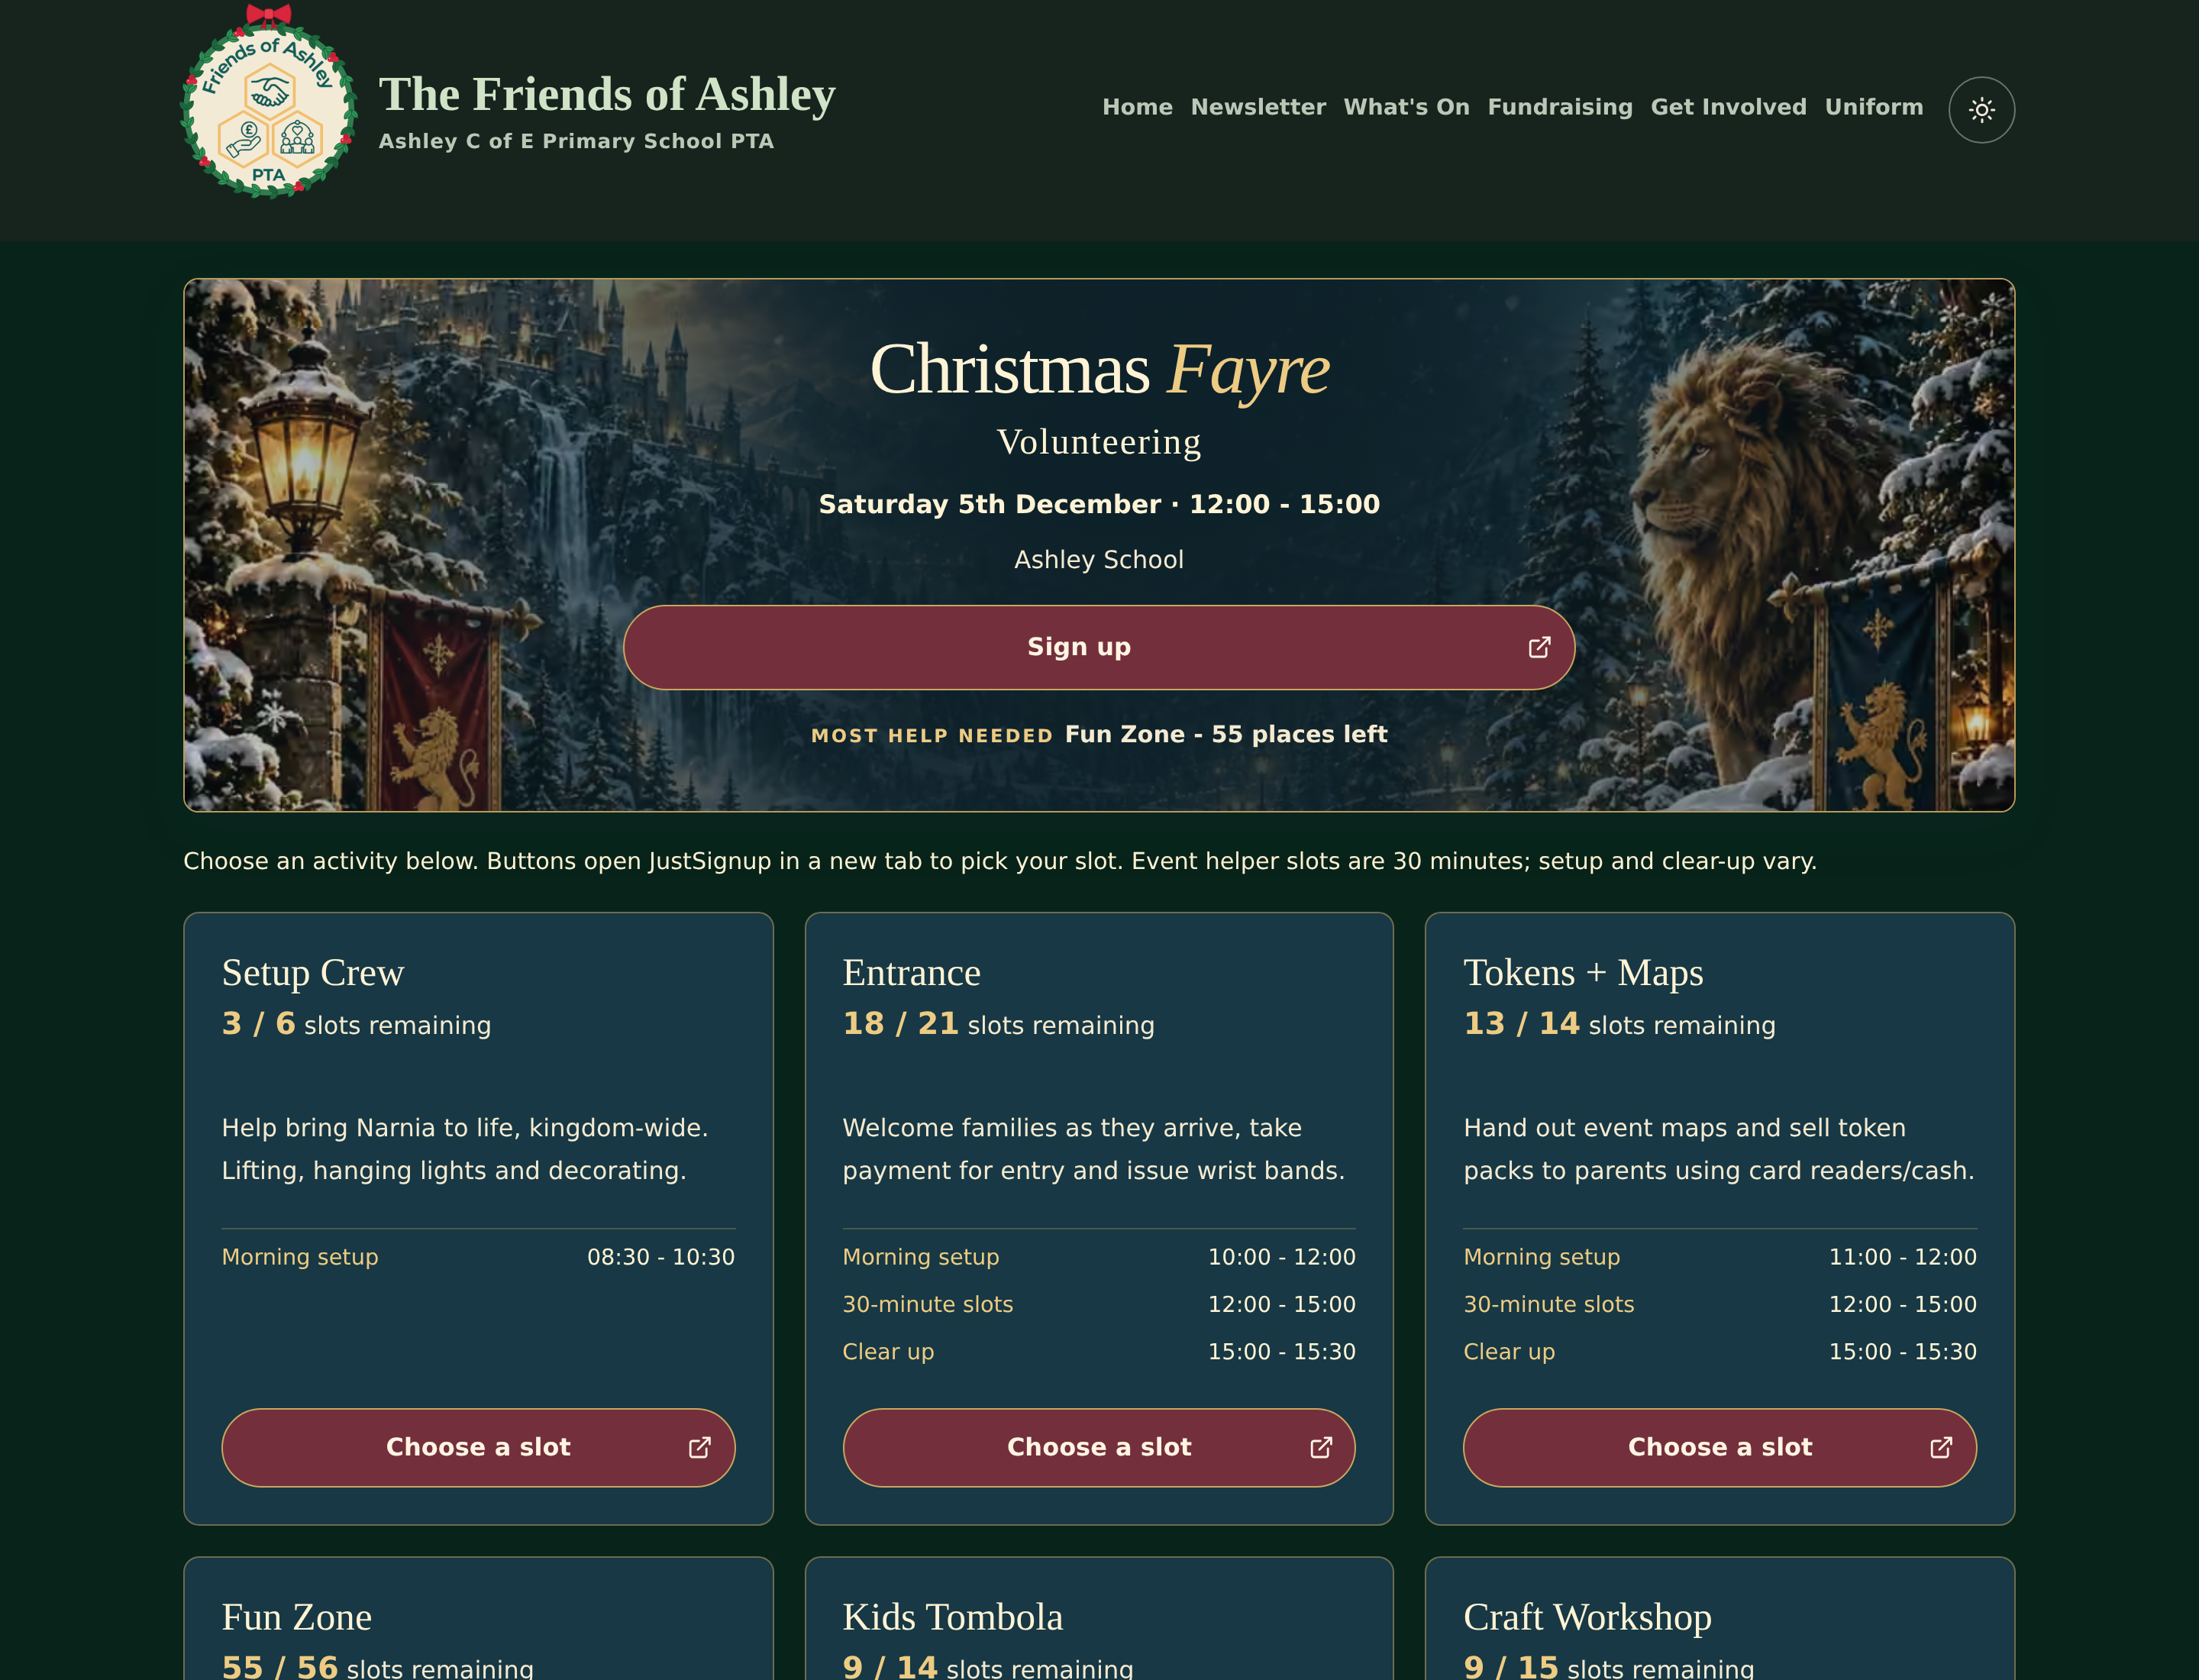 Friends of Ashley
£
PTA
The Friends of Ashley
Ashley C of E Primary School PTA
Home Newsletter What's On Fundraising Get Involved Uniform
Christmas Fayre
Volunteering
Saturday 5th December · 12:00 - 15:00
Ashley School
Sign up
MOST HELP NEEDED Fun Zone - 55 places left
Choose an activity below. Buttons open JustSignup in a new tab to pick your slot. Event helper slots are 30 minutes; setup and clear-up vary.
Setup Crew
3 / 6 slots remaining
Help bring Narnia to life, kingdom-wide.
Lifting, hanging lights and decorating.
Morning setup 08:30 - 10:30
Choose a slot
Entrance
18 / 21 slots remaining
Welcome families as they arrive, take
payment for entry and issue wrist bands.
Morning setup 10:00 - 12:00
30-minute slots 12:00 - 15:00
Clear up 15:00 - 15:30
Choose a slot
Tokens + Maps
13 / 14 slots remaining
Hand out event maps and sell token
packs to parents using card readers/cash.
Morning setup 11:00 - 12:00
30-minute slots 12:00 - 15:00
Clear up 15:00 - 15:30
Choose a slot
Fun Zone
55 / 56 slots remaining
Kids Tombola
9 / 14 slots remaining
Craft Workshop
9 / 15 slots remaining